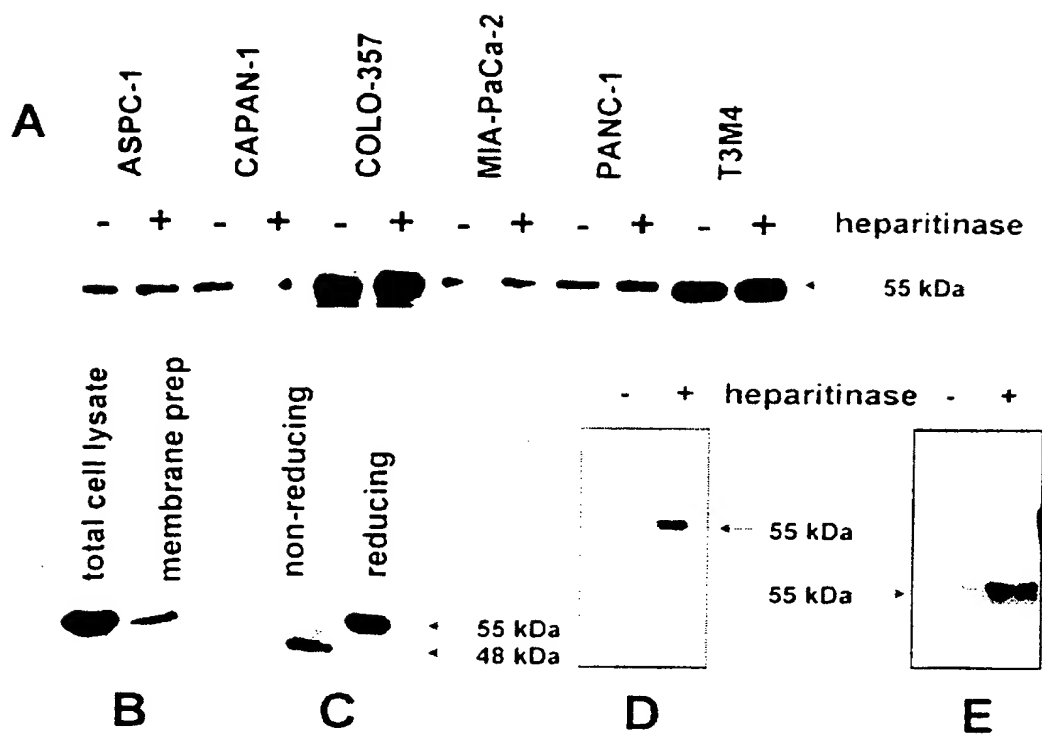 A
ASPC-1
CAPAN-1
COLO-357
MIA-PaCa-2
PANC-1
T3M4
- + - + - + - + - + - + heparitinase
55 kDa
total cell lysate
membrane prep
non-reducing
reducing
55 kDa
48 kDa
- + heparitinase - +
55 kDa
55 kDa
B C D E